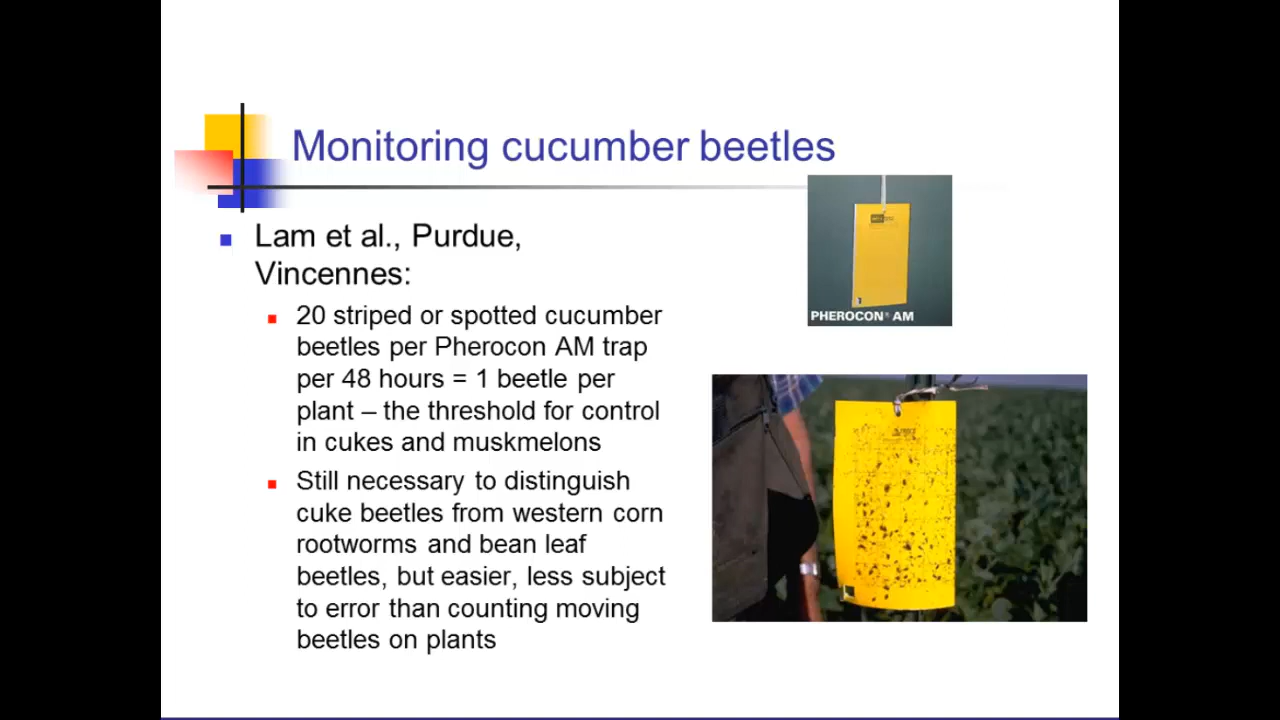 Monitoring cucumber beetles
Lam et al., Purdue,
Vincennes:
20 striped or spotted cucumber
beetles per Pherocon AM trap
per 48 hours = 1 beetle per
plant – the threshold for control
in cukes and muskmelons
Still necessary to distinguish
cuke beetles from western corn
rootworms and bean leaf
beetles, but easier, less subject
to error than counting moving
beetles on plants
PHEROCON® AM